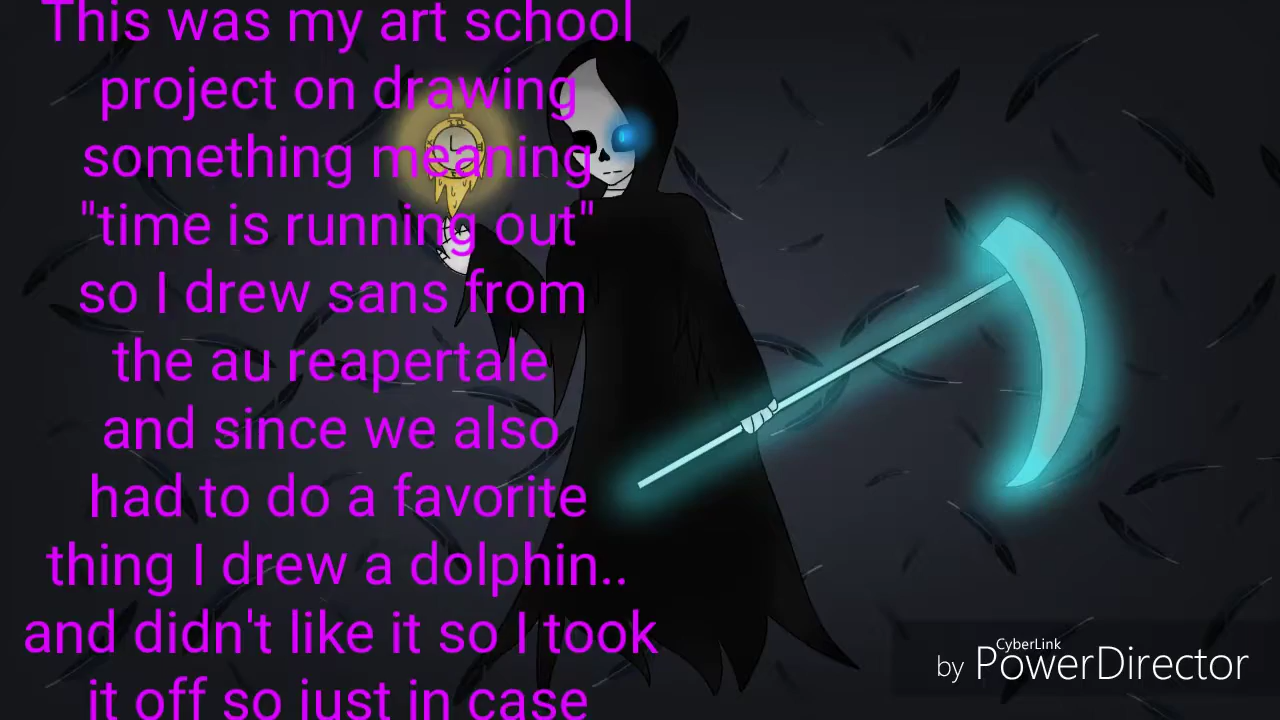 This was my art school
project on drawing
something meaning
"time is running out"
so I drew sans from
the au reapertale
and since we also
had to do a favorite
thing I drew a dolphin..
and didn't like it so I took
it off so just in case
by CyberLink PowerDirector